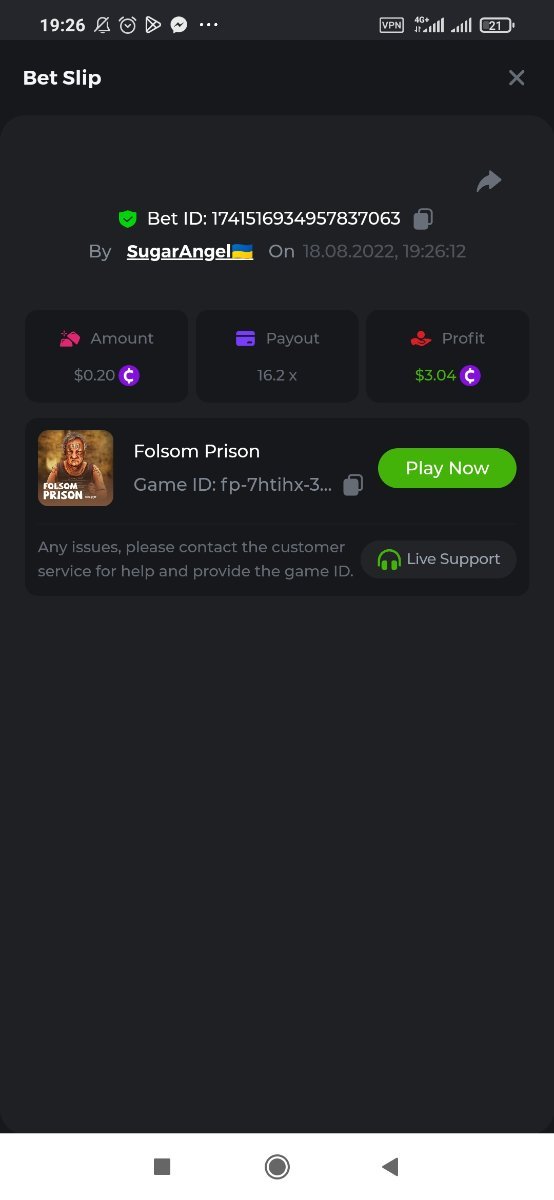 19:26 VPN 4G+ 21
Bet Slip
Bet ID: 1741516934957837063
By SugarAngel🇺🇦 On 18.08.2022, 19:26:12
Amount Payout Profit
$0.20 16.2 x $3.04
FOLSOM
PRISON
Folsom Prison
Play Now
Game ID: fp-7htihx-3...
Any issues, please contact the customer
service for help and provide the game ID.
Live Support